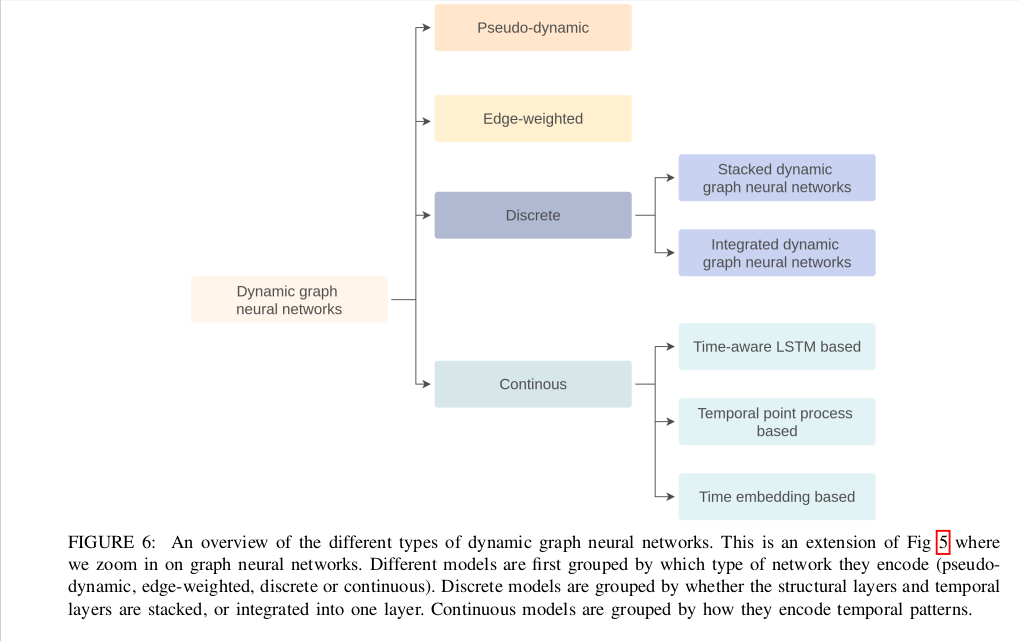 Pseudo-dynamic
Edge-weighted
Discrete
Stacked dynamic
graph neural networks
Integrated dynamic
graph neural networks
Dynamic graph
neural networks
Continous
Time-aware LSTM based
Temporal point process
based
Time embedding based
FIGURE 6: An overview of the different types of dynamic graph neural networks. This is an extension of Fig 5 where
we zoom in on graph neural networks. Different models are first grouped by which type of network they encode (pseudo-
dynamic, edge-weighted, discrete or continuous). Discrete models are grouped by whether the structural layers and temporal
layers are stacked, or integrated into one layer. Continuous models are grouped by how they encode temporal patterns.